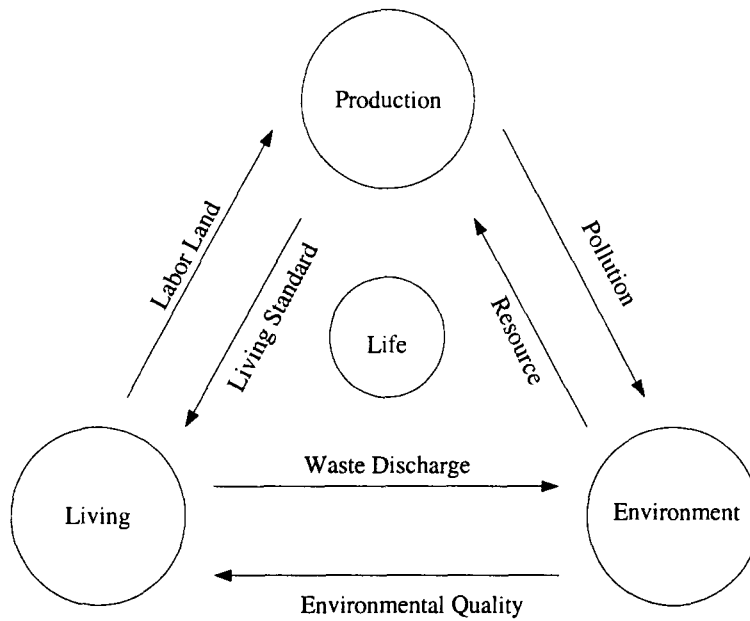 Production
Labor Land
Living Standard
Life
Resource
Pollution
Living
Waste Discharge
Environment
Environmental Quality